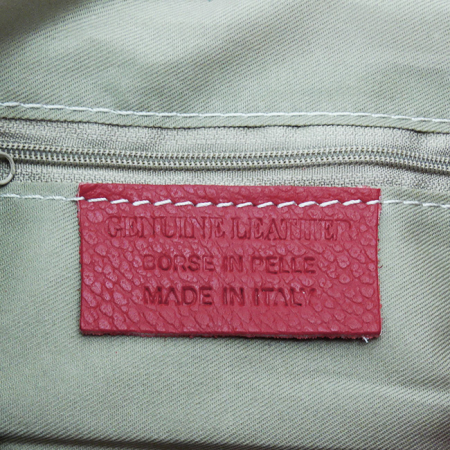 GENUINE LEATHER
BORSE IN PELLE
MADE IN ITALY